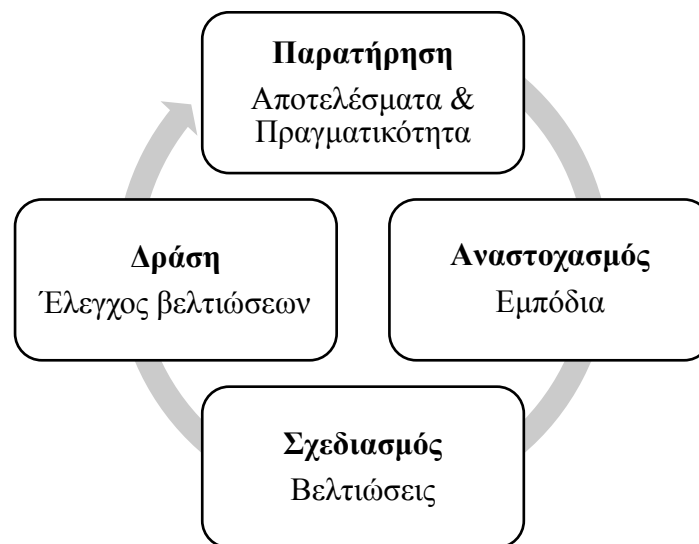 Παρατήρηση
Αποτελέσματα &
Πραγματικότητα
Δράση
Έλεγχος βελτιώσεων
Αναστοχασμός
Εμπόδια
Σχεδιασμός
Βελτιώσεις